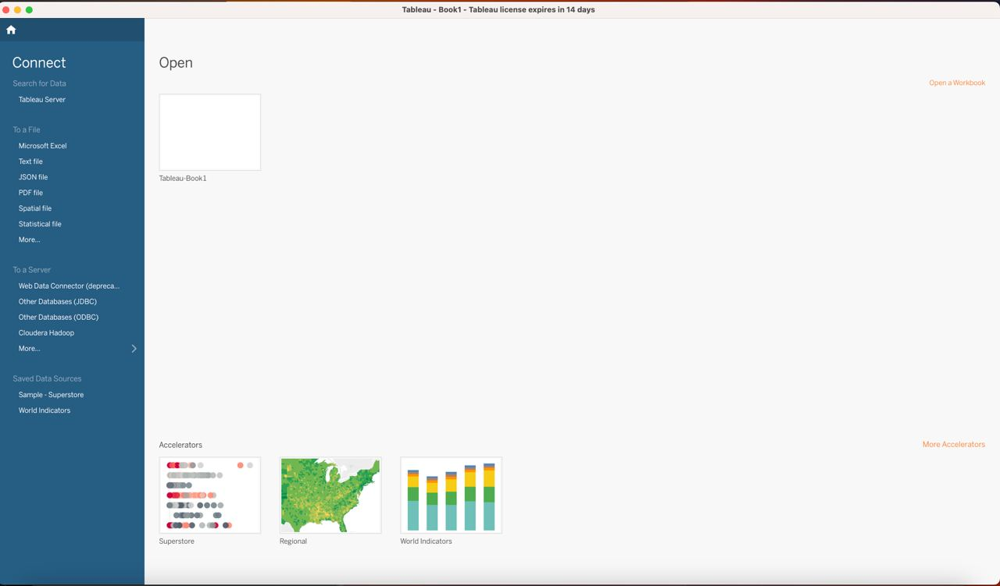 Tableau - Book1 - Tableau license expires in 14 days
Connect
Search for Data
Tableau Server
To a File
Microsoft Excel
Text file
JSON file
PDF file
Spatial file
Statistical file
More...
To a Server
Web Data Connector (depreca...
Other Databases (JDBC)
Other Databases (ODBC)
Cloudera Hadoop
More...
Saved Data Sources
Sample - Superstore
World Indicators
Open
Open a Workbook
Tableau-Book1
Accelerators
More Accelerators
Superstore
Regional
World Indicators